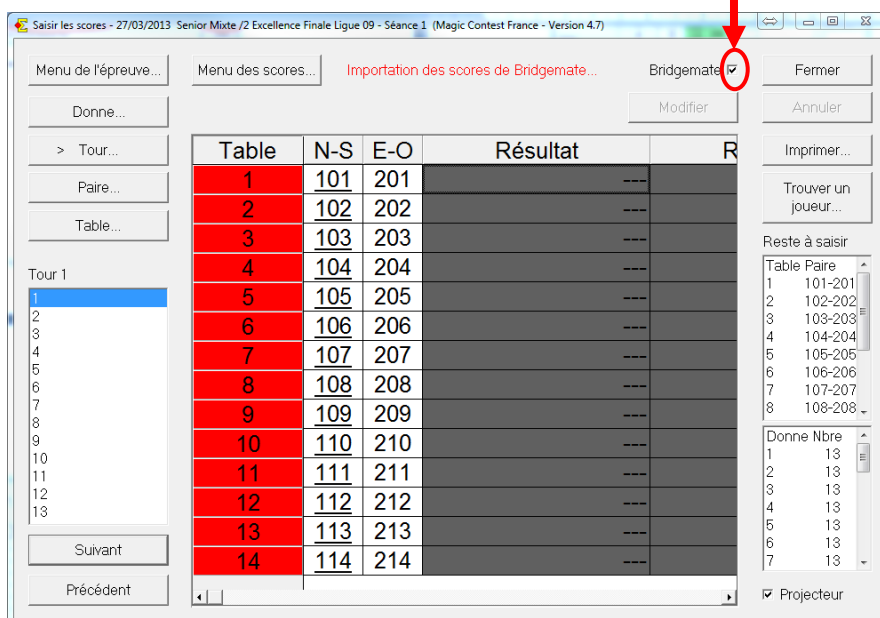 Saisir les scores - 27/03/2013 Senior Mixte /2 Excellence Finale Ligue 09 - Séance 1 (Magic Contest France - Version 4.7)
Menu de l'épreuve... Menu des scores... Importation des scores de Bridgemate... Bridgemate Fermer
Donne... Modifier Annuler
> Tour... Imprimer...
Paire... Trouver un
joueur...
Table...
Table N-S E-O Résultat R
1 101 201 ---
2 102 202 ---
3 103 203 ---
4 104 204 ---
5 105 205 ---
6 106 206 ---
7 107 207 ---
8 108 208 ---
9 109 209 ---
10 110 210 ---
11 111 211 ---
12 112 212 ---
13 113 213 ---
14 114 214 ---
Tour 1
1
2
3
4
5
6
7
8
9
10
11
12
13
Suivant
Précédent
Reste à saisir
Table Paire
1 101-201
2 102-202
3 103-203
4 104-204
5 105-205
6 106-206
7 107-207
8 108-208
Donne Nbre
1 13
2 13
3 13
4 13
5 13
6 13
7 13
Projecteur